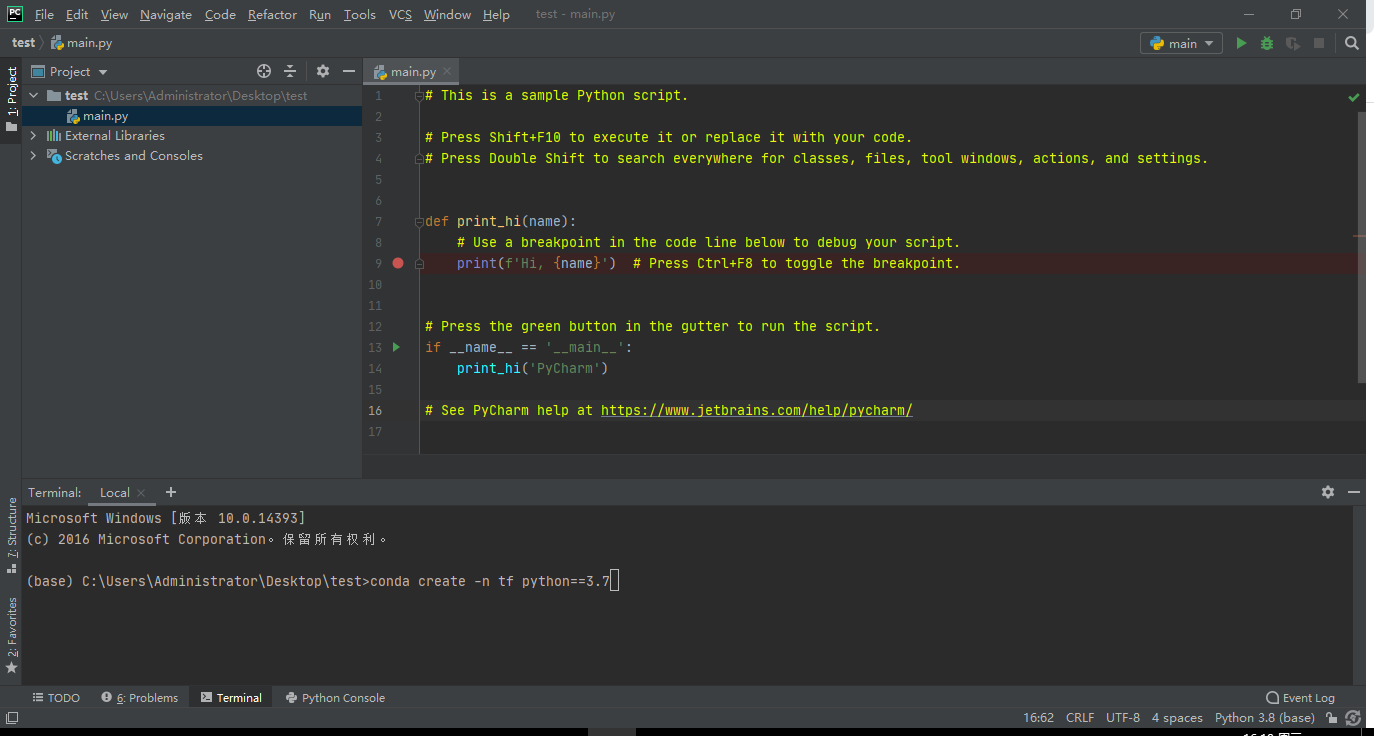 PC File Edit View Navigate Code Refactor Run Tools VCS Window Help test - main.py
test main.py main
1: Project
Project
test C:\Users\Administrator\Desktop\test
main.py
External Libraries
Scratches and Consoles
main.py
1 # This is a sample Python script.
2
3 # Press Shift+F10 to execute it or replace it with your code.
4 # Press Double Shift to search everywhere for classes, files, tool windows, actions, and settings.
5
6
7 def print_hi(name):
8 # Use a breakpoint in the code line below to debug your script.
9 print(f'Hi, {name}')  # Press Ctrl+F8 to toggle the breakpoint.
10
11
12 # Press the green button in the gutter to run the script.
13 if __name__ == '__main__':
14 print_hi('PyCharm')
15
16 # See PyCharm help at https://www.jetbrains.com/help/pycharm/
17
7: Structure
2: Favorites
Terminal: Local +
Microsoft Windows [版本 10.0.14393]
(c) 2016 Microsoft Corporation。保留所有权利。
(base) C:\Users\Administrator\Desktop\test>conda create -n tf python==3.7
TODO 6: Problems Terminal Python Console Event Log
16:62 CRLF UTF-8 4 spaces Python 3.8 (base)